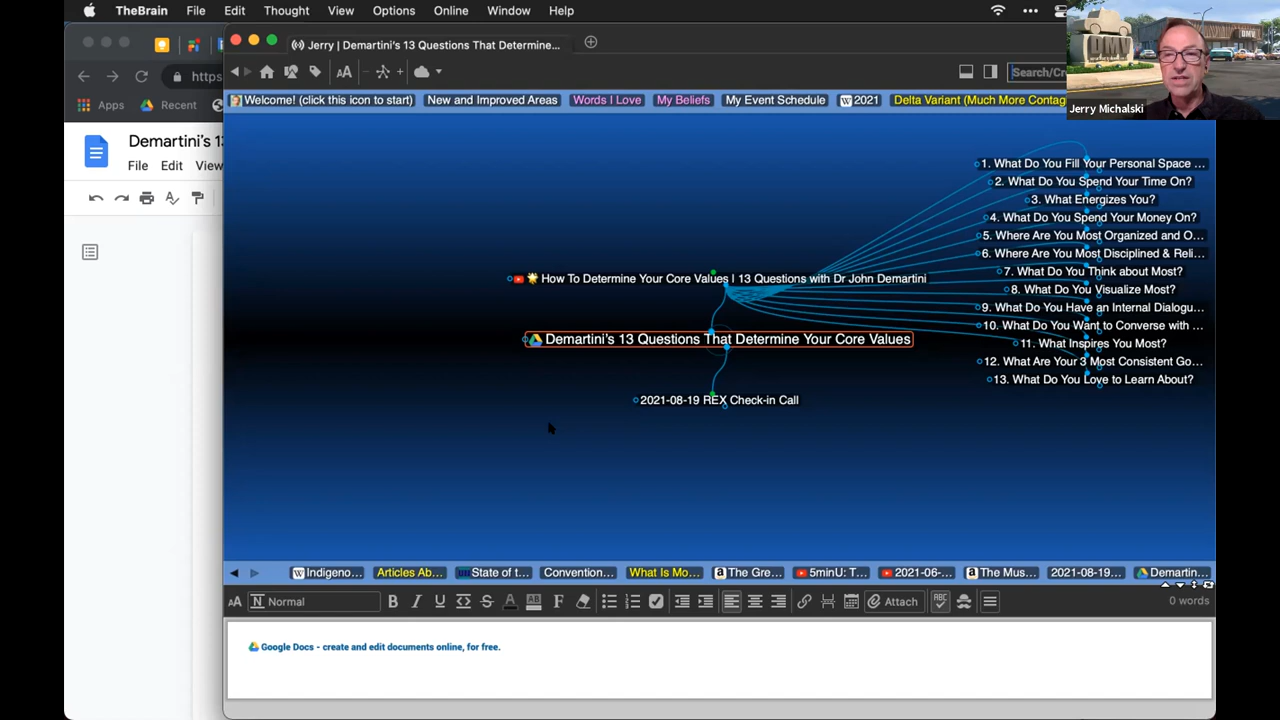 TheBrain File Edit Thought View Options Online Window Help
Jerry | Demartini's 13 Questions That Determine...
https
Search/Cr
DMV
DMV
Jerry Michalski
Apps Recent
Welcome! (click this icon to start) New and Improved Areas Words I Love My Beliefs My Event Schedule 2021 Delta Variant (Much More Contag
Demartini's 13
File Edit View
1. What Do You Fill Your Personal Space ...
2. What Do You Spend Your Time On?
3. What Energizes You?
4. What Do You Spend Your Money On?
5. Where Are You Most Organized and O...
6. Where Are You Most Disciplined & Reli...
7. What Do You Think about Most?
8. What Do You Visualize Most?
9. What Do You Have an Internal Dialogu...
10. What Do You Want to Converse with ...
11. What Inspires You Most?
12. What Are Your 3 Most Consistent Go...
13. What Do You Love to Learn About?
How To Determine Your Core Values | 13 Questions with Dr John Demartini
Demartini's 13 Questions That Determine Your Core Values
2021-08-19 REX Check-in Call
Indigeno... Articles Ab... State of t... Convention... What Is Mo... The Gre... 5minU: T... 2021-06-... The Mus... 2021-08-19... Demartin...
Normal Attach 0 words
Google Docs - create and edit documents online, for free.